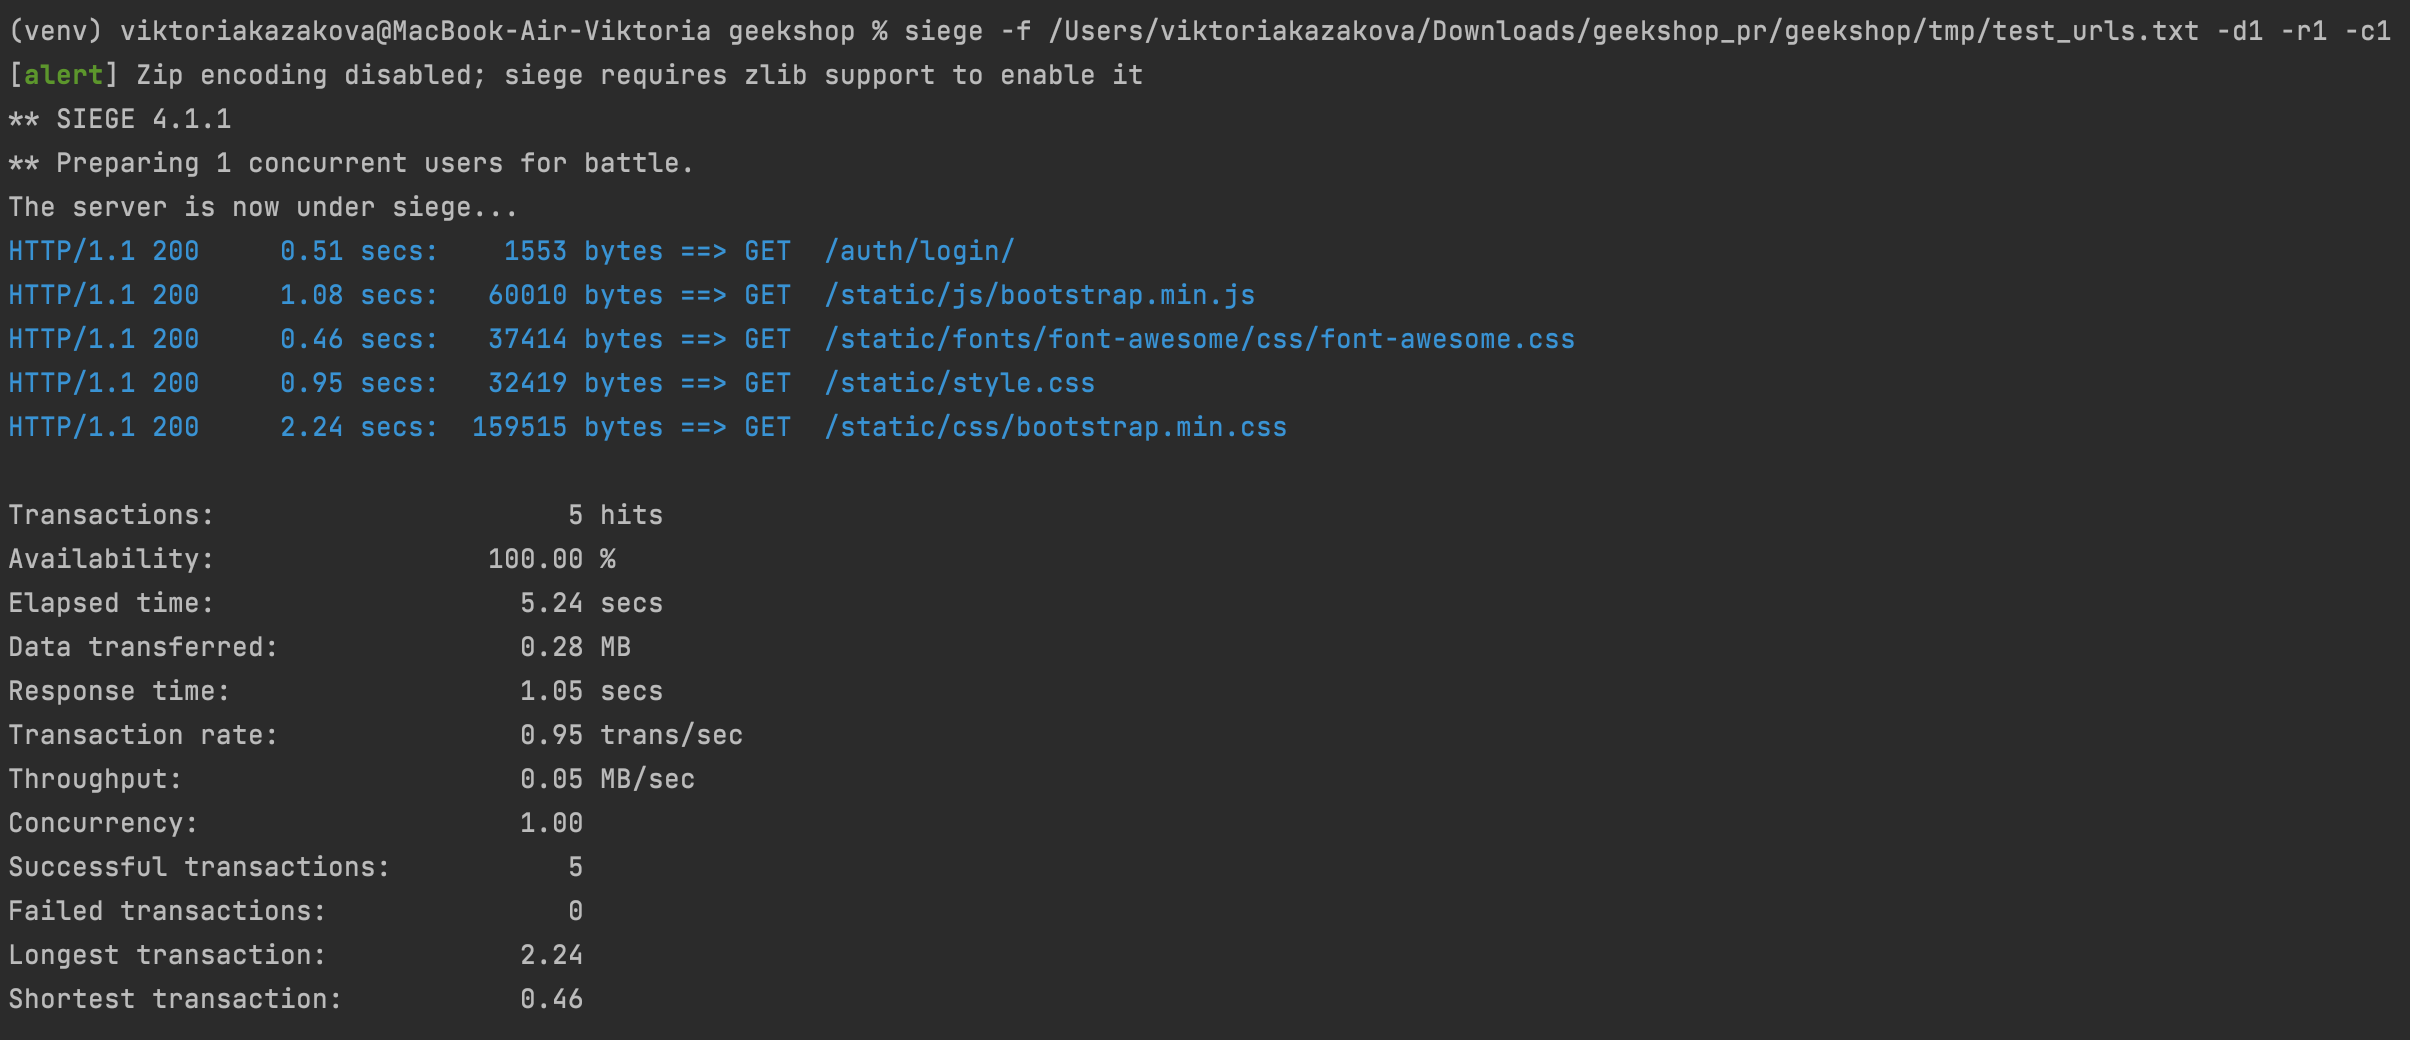 (venv) viktoriakazakova@MacBook-Air-Viktoria geekshop % siege -f /Users/viktoriakazakova/Downloads/geekshop_pr/geekshop/tmp/test_urls.txt -d1 -r1 -c1
[alert] Zip encoding disabled; siege requires zlib support to enable it
** SIEGE 4.1.1
** Preparing 1 concurrent users for battle.
The server is now under siege...
HTTP/1.1 200     0.51 secs:    1553 bytes ==> GET  /auth/login/
HTTP/1.1 200     1.08 secs:   60010 bytes ==> GET  /static/js/bootstrap.min.js
HTTP/1.1 200     0.46 secs:   37414 bytes ==> GET  /static/fonts/font-awesome/css/font-awesome.css
HTTP/1.1 200     0.95 secs:   32419 bytes ==> GET  /static/style.css
HTTP/1.1 200     2.24 secs:  159515 bytes ==> GET  /static/css/bootstrap.min.css
Transactions:                      5 hits
Availability:                 100.00 %
Elapsed time:                   5.24 secs
Data transferred:               0.28 MB
Response time:                  1.05 secs
Transaction rate:               0.95 trans/sec
Throughput:                     0.05 MB/sec
Concurrency:                    1.00
Successful transactions:           5
Failed transactions:               0
Longest transaction:            2.24
Shortest transaction:           0.46